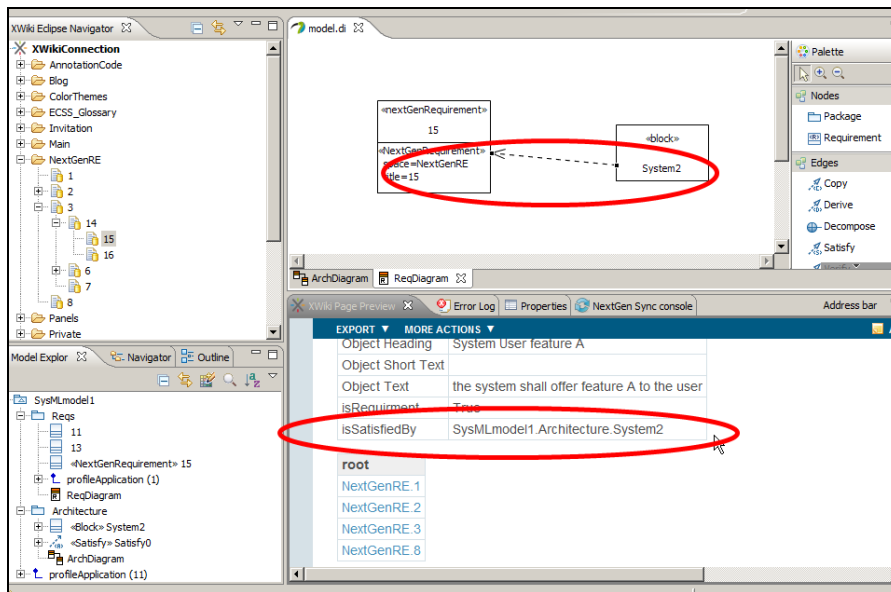 XWiki Eclipse Navigator
XWikiConnection
AnnotationCode
Blog
ColorThemes
ECSS_Glossary
Invitation
Main
NextGenRE
1
2
3
14
15
16
6
7
8
Panels
Private
Model Explor
Navigator
Outline
SysMLmodel1
Reqs
11
13
«NextGenRequirement» 15
profileApplication (1)
ReqDiagram
Architecture
«Block» System2
«Satisfy» Satisfy0
ArchDiagram
profileApplication (11)
model.di
«nextGenRequirement»
15
«NextGenRequirement»
space=NextGenRE
title=15
«block»
System2
Palette
Nodes
Package
Requirement
Edges
Copy
Derive
Decompose
Satisfy
ArchDiagram
ReqDiagram
XWiki Page Preview
Error Log
Properties
NextGen Sync console
Address bar
EXPORT
MORE ACTIONS
Object Heading System User feature A
Object Short Text
Object Text the system shall offer feature A to the user
isRequirment True
isSatisfiedBy SysMLmodel1.Architecture.System2
root
NextGenRE.1
NextGenRE.2
NextGenRE.3
NextGenRE.8